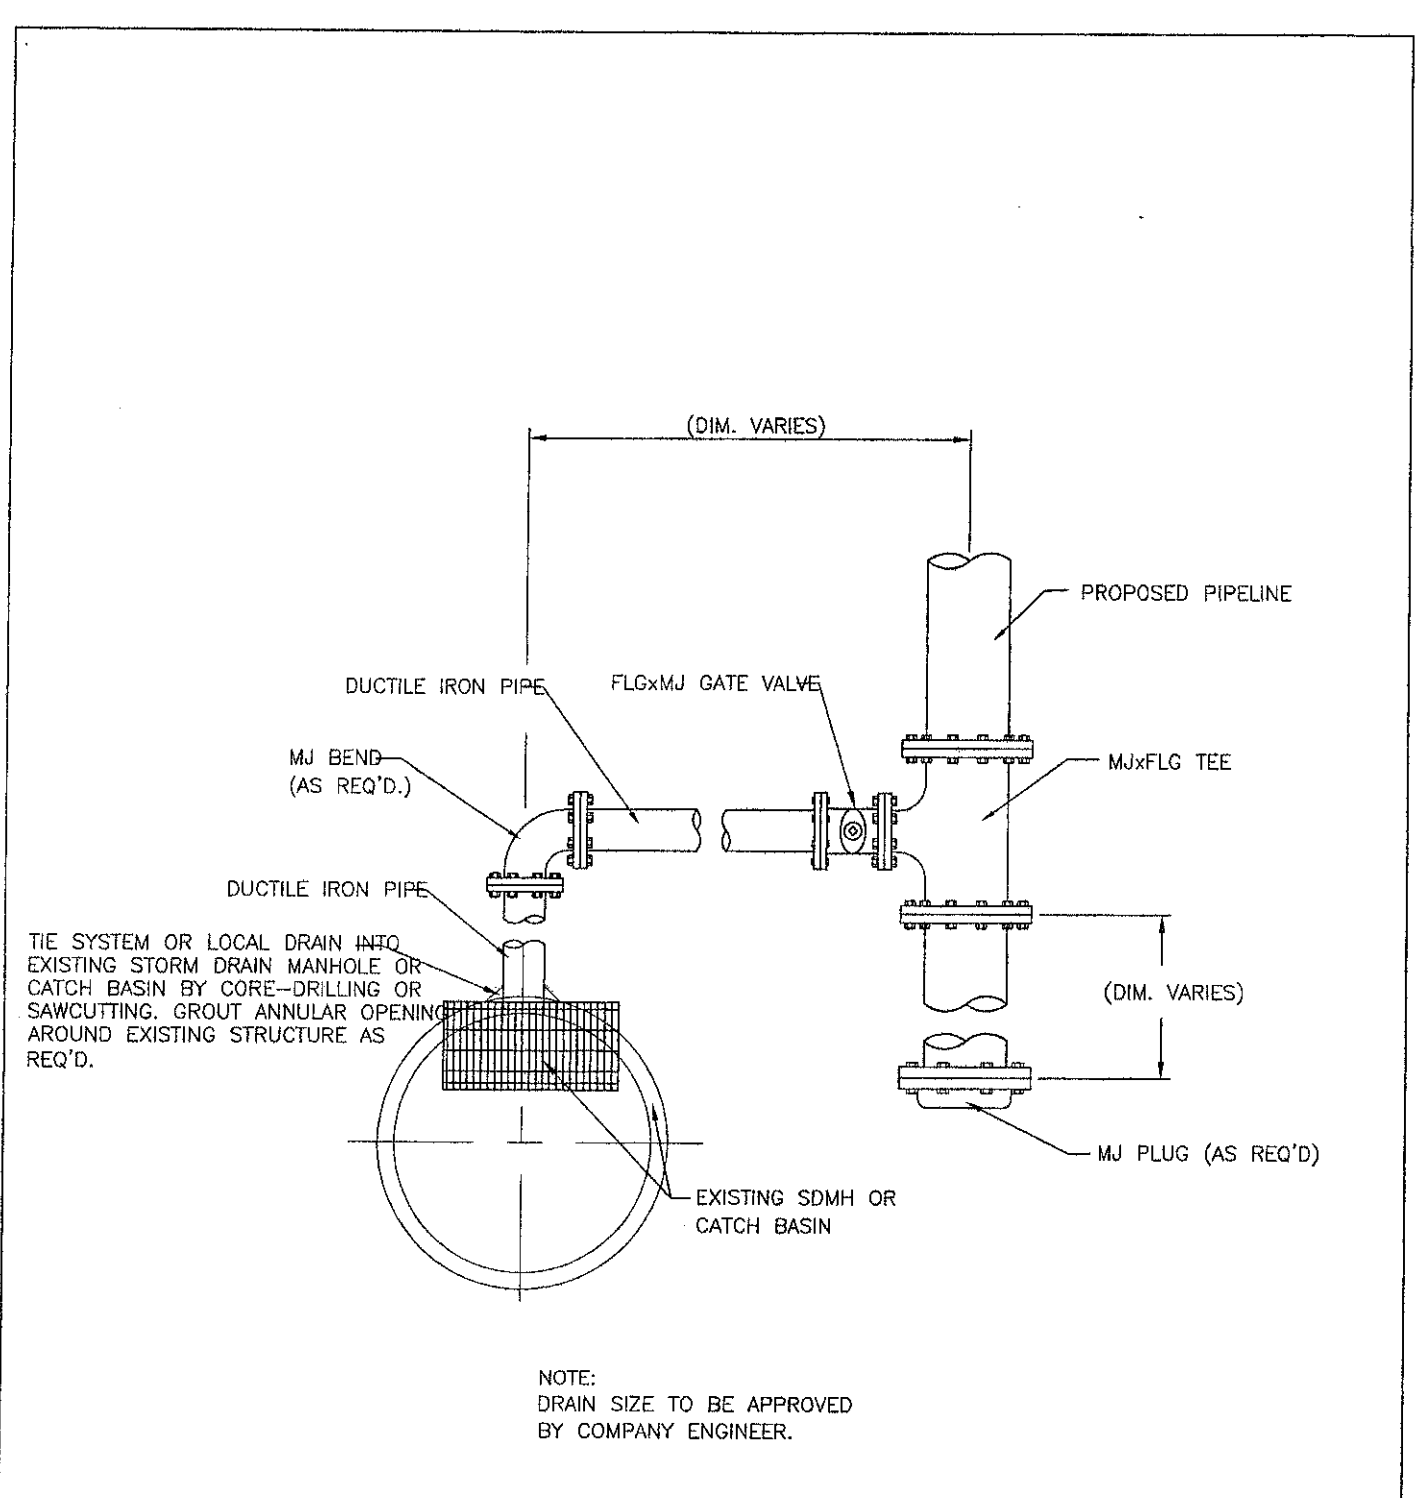 (DIM. VARIES)
PROPOSED PIPELINE
DUCTILE IRON PIPE
FLGxMJ GATE VALVE
MJ BEND
(AS REQ'D.)
MJxFLG TEE
DUCTILE IRON PIPE
TIE SYSTEM OR LOCAL DRAIN INTO
EXISTING STORM DRAIN MANHOLE OR
CATCH BASIN BY CORE-DRILLING OR
SAWCUTTING. GROUT ANNULAR OPENING
AROUND EXISTING STRUCTURE AS
REQ'D.
(DIM. VARIES)
MJ PLUG (AS REQ'D)
EXISTING SDMH OR
CATCH BASIN
NOTE:
DRAIN SIZE TO BE APPROVED
BY COMPANY ENGINEER.